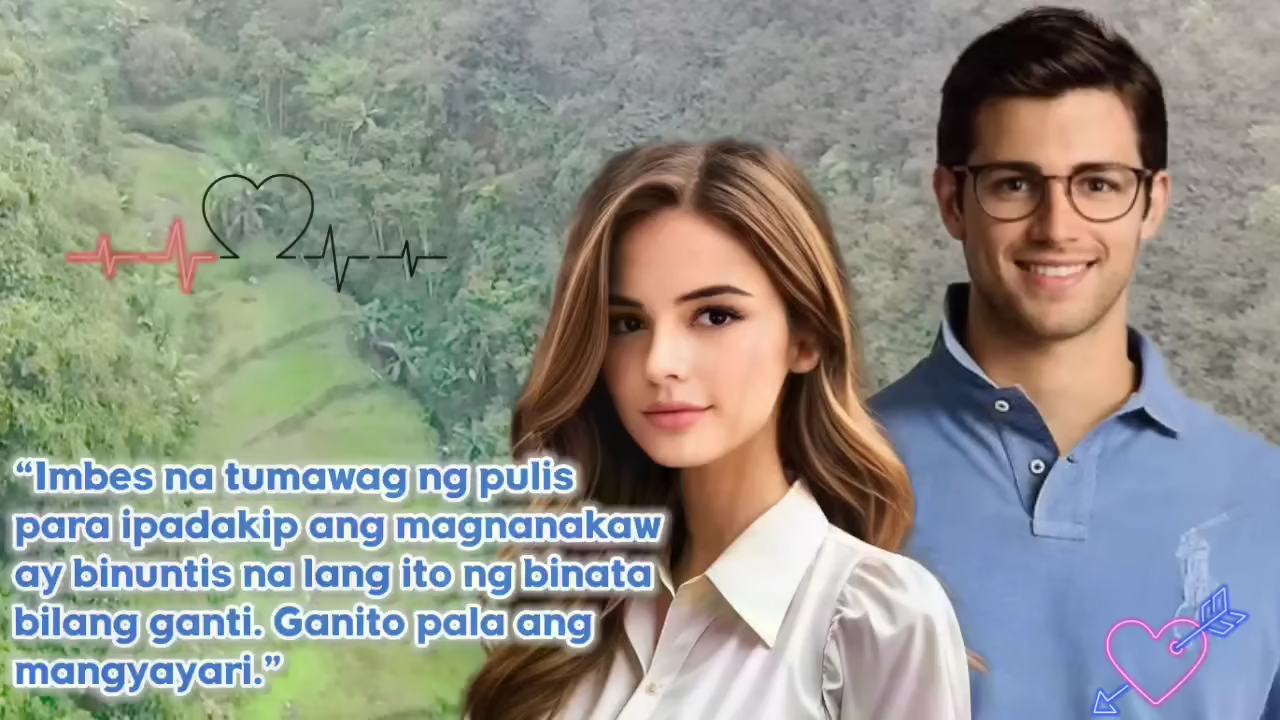 “Imbes na tumawag ng pulis
para ipadakip ang magnanakaw
ay binuntis na lang ito ng binata
bilang ganti. Ganito pala ang
mangyayari.”